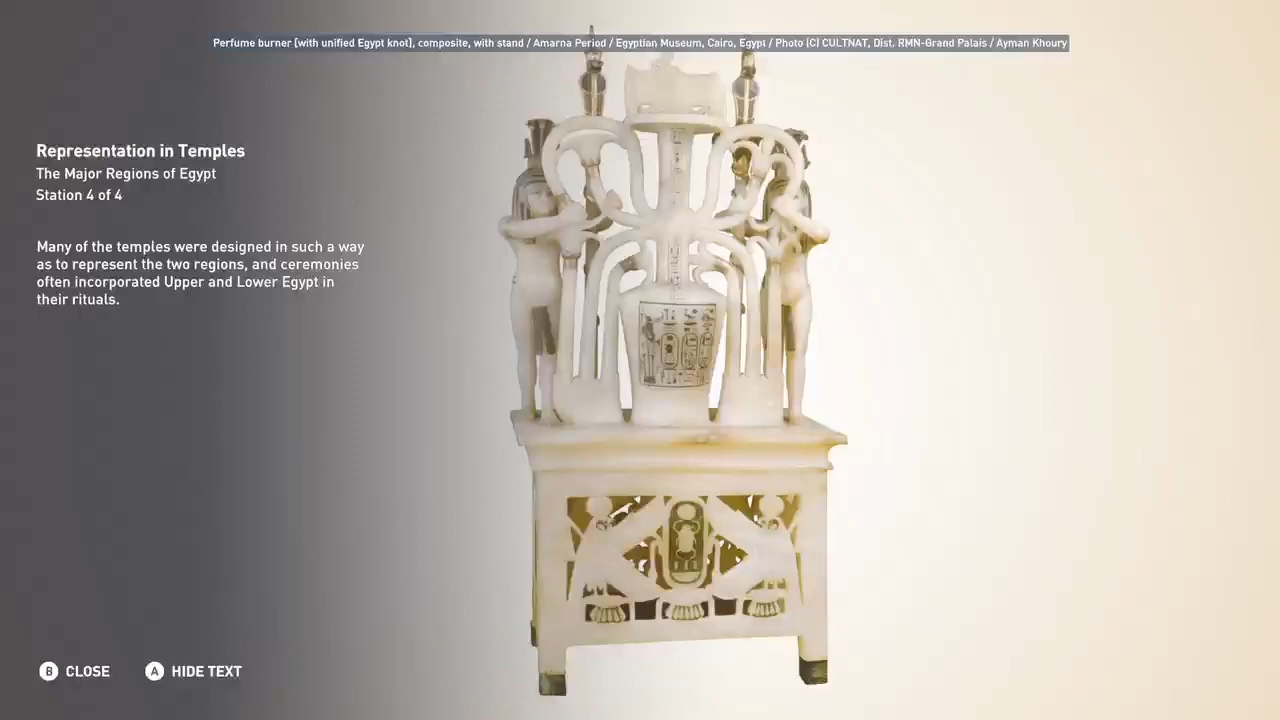 Perfume burner [with unified Egypt knot], composite, with stand / Amarna Period / Egyptian Museum, Cairo, Egypt / Photo (C) CULTNAT, Dist. RMN-Grand Palais / Ayman Khoury
Representation in Temples
The Major Regions of Egypt
Station 4 of 4
Many of the temples were designed in such a way
as to represent the two regions, and ceremonies
often incorporated Upper and Lower Egypt in
their rituals.
B CLOSE A HIDE TEXT